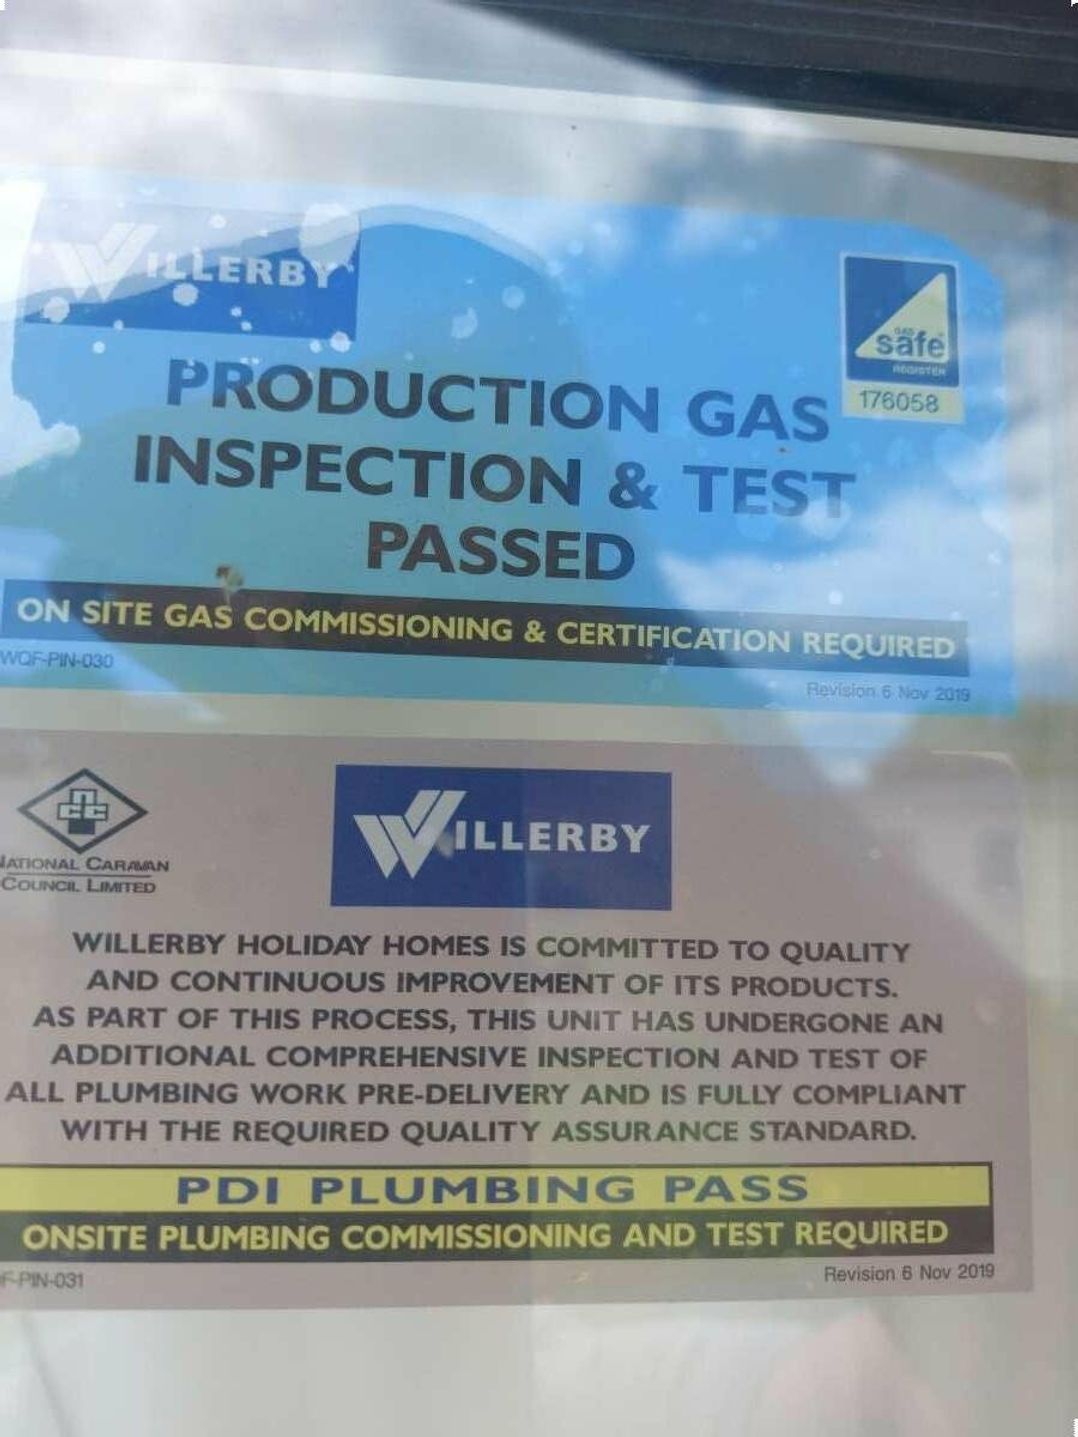 WILLERBY
GAS
safe
REGISTER
176058
PRODUCTION GAS
INSPECTION & TEST
PASSED
ON SITE GAS COMMISSIONING & CERTIFICATION REQUIRED
WQF-PIN-030
Revision 6 Nov 2019
NCC
NATIONAL CARAVAN
COUNCIL LIMITED
WILLERBY
WILLERBY HOLIDAY HOMES IS COMMITTED TO QUALITY
AND CONTINUOUS IMPROVEMENT OF ITS PRODUCTS.
AS PART OF THIS PROCESS, THIS UNIT HAS UNDERGONE AN
ADDITIONAL COMPREHENSIVE INSPECTION AND TEST OF
ALL PLUMBING WORK PRE-DELIVERY AND IS FULLY COMPLIANT
WITH THE REQUIRED QUALITY ASSURANCE STANDARD.
PDI PLUMBING PASS
ONSITE PLUMBING COMMISSIONING AND TEST REQUIRED
F-PIN-031
Revision 6 Nov 2019